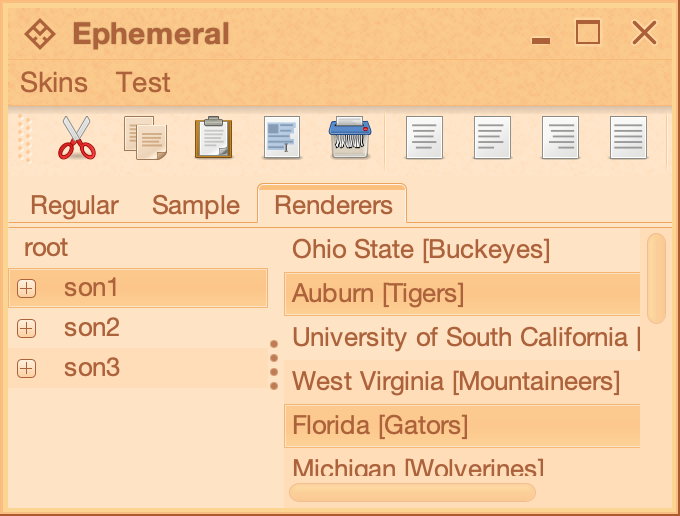 Ephemeral
Skins Test
Regular Sample Renderers
root
son1
son2
son3
Ohio State [Buckeyes]
Auburn [Tigers]
University of South California [
West Virginia [Mountaineers]
Florida [Gators]
Michigan [Wolverines]